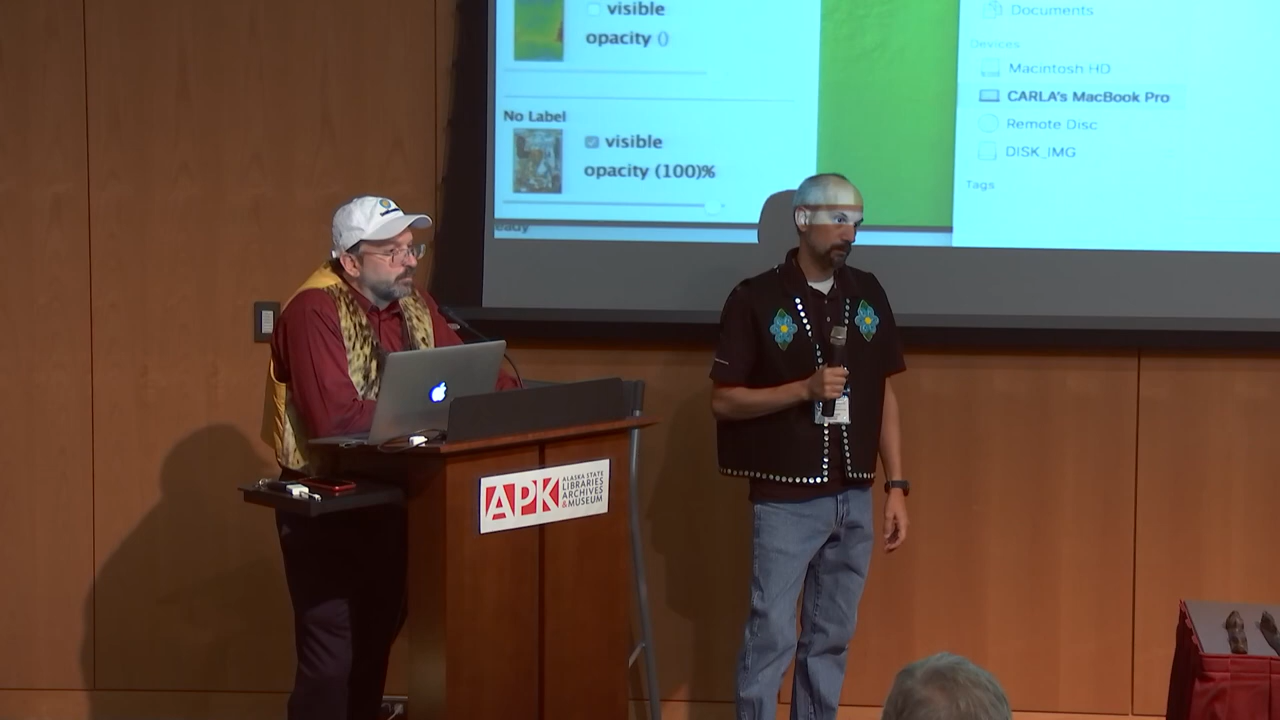 visible
opacity ()
No Label
visible
opacity (100)%
eady
Documents
Devices
Macintosh HD
CARLA's MacBook Pro
Remote Disc
DISK_IMG
Tags
APK
ALASKA STATE
LIBRARIES
ARCHIVES
& MUSEUM